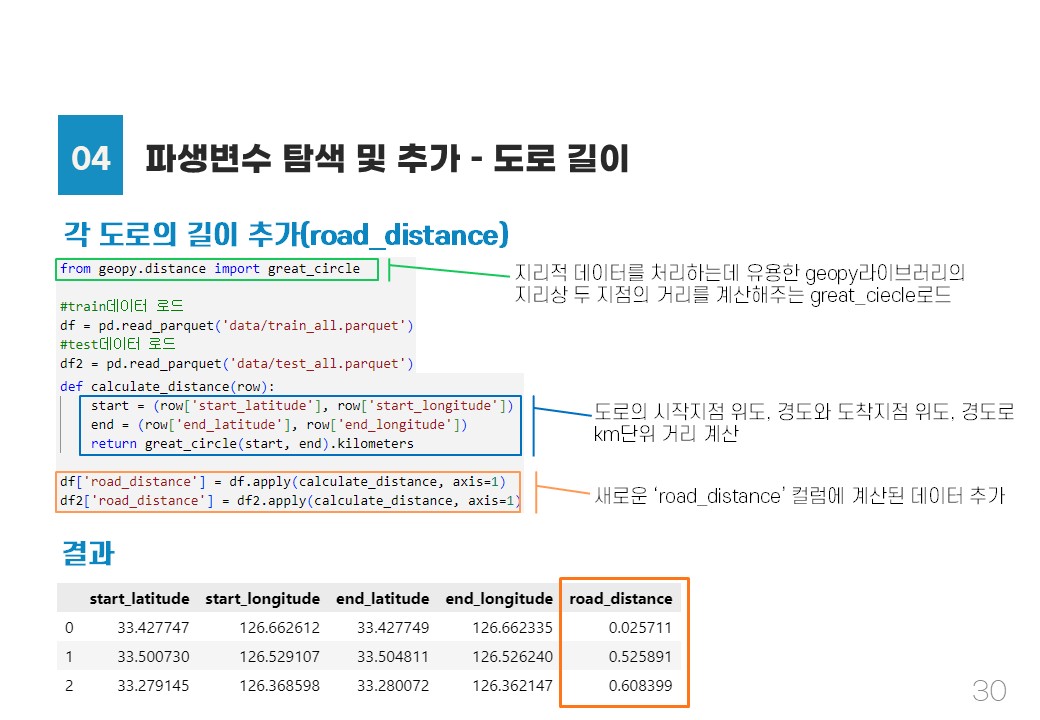 04
파생변수 탐색 및 추가 - 도로 길이
각 도로의 길이 추가(road_distance)
from geopy.distance import great_circle
지리적 데이터를 처리하는데 유용한 geopy라이브러리의
지리상 두 지점의 거리를 계산해주는 great_ciecle로드
#train데이터 로드
df = pd.read_parquet('data/train_all.parquet')
#test데이터 로드
df2 = pd.read_parquet('data/test_all.parquet')
def calculate_distance(row):
start = (row['start_latitude'], row['start_longitude'])
end = (row['end_latitude'], row['end_longitude'])
return great_circle(start, end).kilometers
도로의 시작지점 위도, 경도와 도착지점 위도, 경도로
km단위 거리 계산
df['road_distance'] = df.apply(calculate_distance, axis=1)
df2['road_distance'] = df2.apply(calculate_distance, axis=1)
새로운 ‘road_distance’ 컬럼에 계산된 데이터 추가
결과
start_latitude start_longitude end_latitude end_longitude road_distance
0 33.427747 126.662612 33.427749 126.662335 0.025711
1 33.500730 126.529107 33.504811 126.526240 0.525891
2 33.279145 126.368598 33.280072 126.362147 0.608399
30